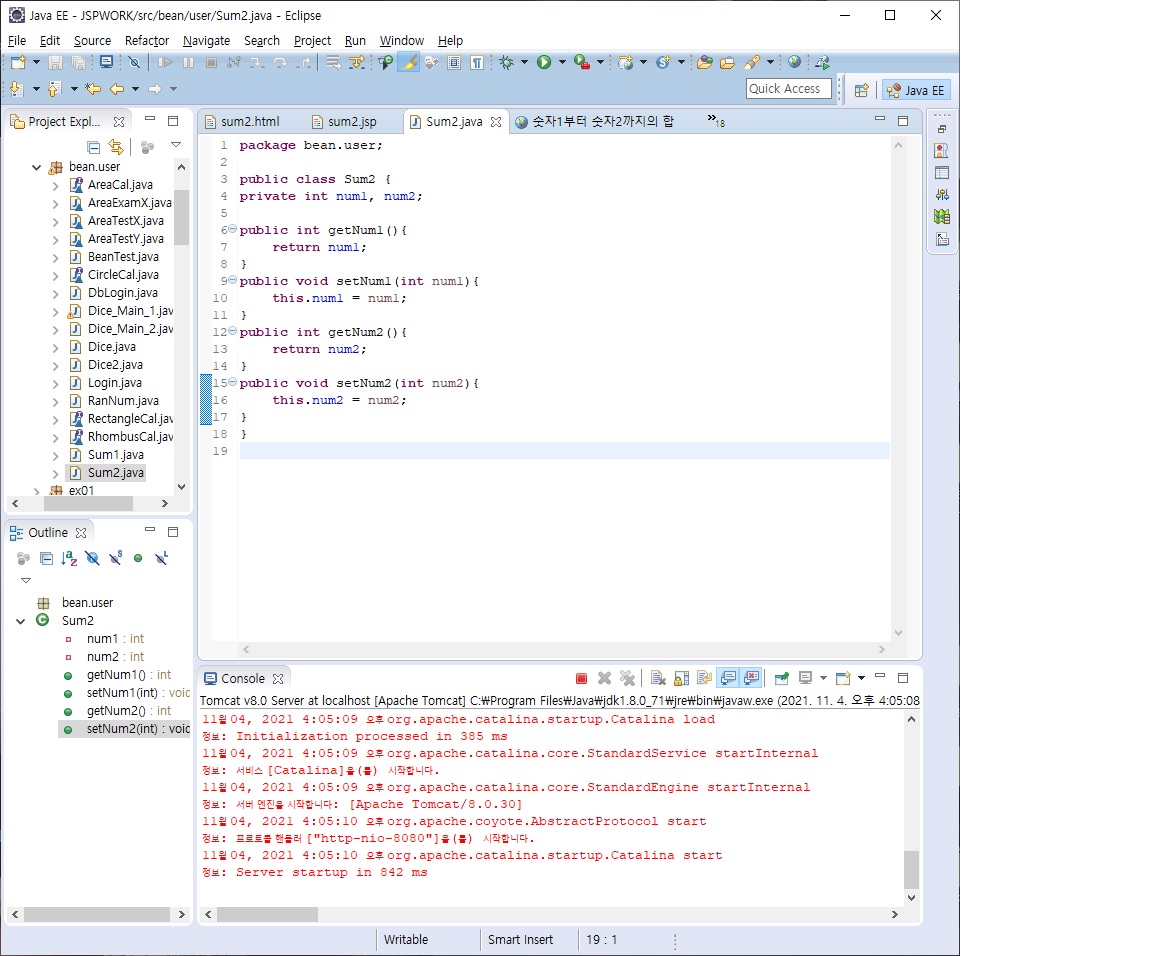 Java EE - JSPWORK/src/bean/user/Sum2.java - Eclipse
File Edit Source Refactor Navigate Search Project Run Window Help
Quick Access
Java EE
Project Expl...
bean.user
AreaCal.java
AreaExamX.java
AreaTestX.java
AreaTestY.java
BeanTest.java
CircleCal.java
DbLogin.java
Dice_Main_1.jav
Dice_Main_2.jav
Dice.java
Dice2.java
Login.java
RanNum.java
RectangleCal.jav
RhombusCal.jav
Sum1.java
Sum2.java
ex01
Outline
bean.user
Sum2
num1 : int
num2 : int
getNum1() : int
setNum1(int) : voic
getNum2() : int
setNum2(int) : voic
sum2.html sum2.jsp Sum2.java 숫자1부터 숫자2까지의 합 »18
1 package bean.user;
2
3 public class Sum2 {
4 private int num1, num2;
5
6 public int getNum1(){
7 return num1;
8 }
9 public void setNum1(int num1){
10 this.num1 = num1;
11 }
12 public int getNum2(){
13 return num2;
14 }
15 public void setNum2(int num2){
16 this.num2 = num2;
17 }
18 }
19
Console
Tomcat v8.0 Server at localhost [Apache Tomcat] C:₩Program Files₩Java₩jdk1.8.0_71₩jre₩bin₩javaw.exe (2021. 11. 4. 오후 4:05:08
11월 04, 2021 4:05:09 오후 org.apache.catalina.startup.Catalina load
정보: Initialization processed in 385 ms
11월 04, 2021 4:05:09 오후 org.apache.catalina.core.StandardService startInternal
정보: 서비스 [Catalina]을(를) 시작합니다.
11월 04, 2021 4:05:09 오후 org.apache.catalina.core.StandardEngine startInternal
정보: 서버 엔진을 시작합니다: [Apache Tomcat/8.0.30]
11월 04, 2021 4:05:10 오후 org.apache.coyote.AbstractProtocol start
정보: 프로토콜 핸들러 ["http-nio-8080"]을(를) 시작합니다.
11월 04, 2021 4:05:10 오후 org.apache.catalina.startup.Catalina start
정보: Server startup in 842 ms
Writable Smart Insert 19 : 1